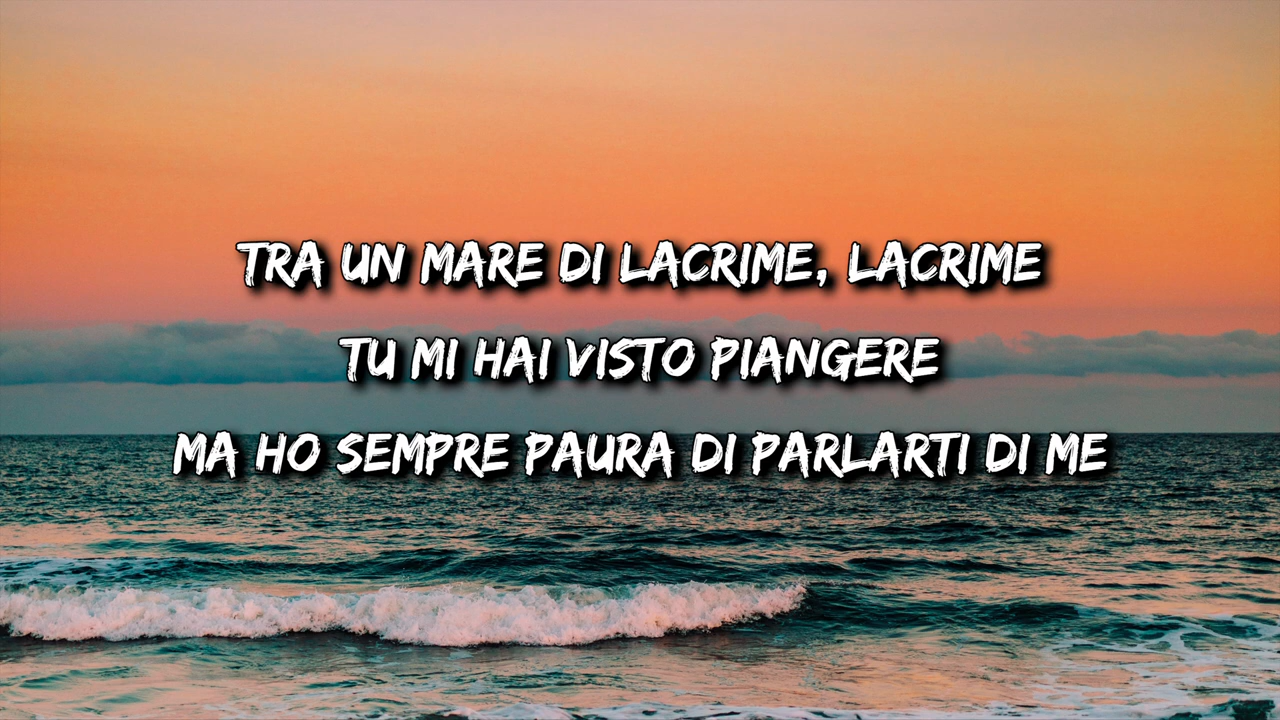 TRA UN MARE DI LACRIME, LACRIME
TU MI HAI VISTO PIANGERE
MA HO SEMPRE PAURA DI PARLARTI DI ME